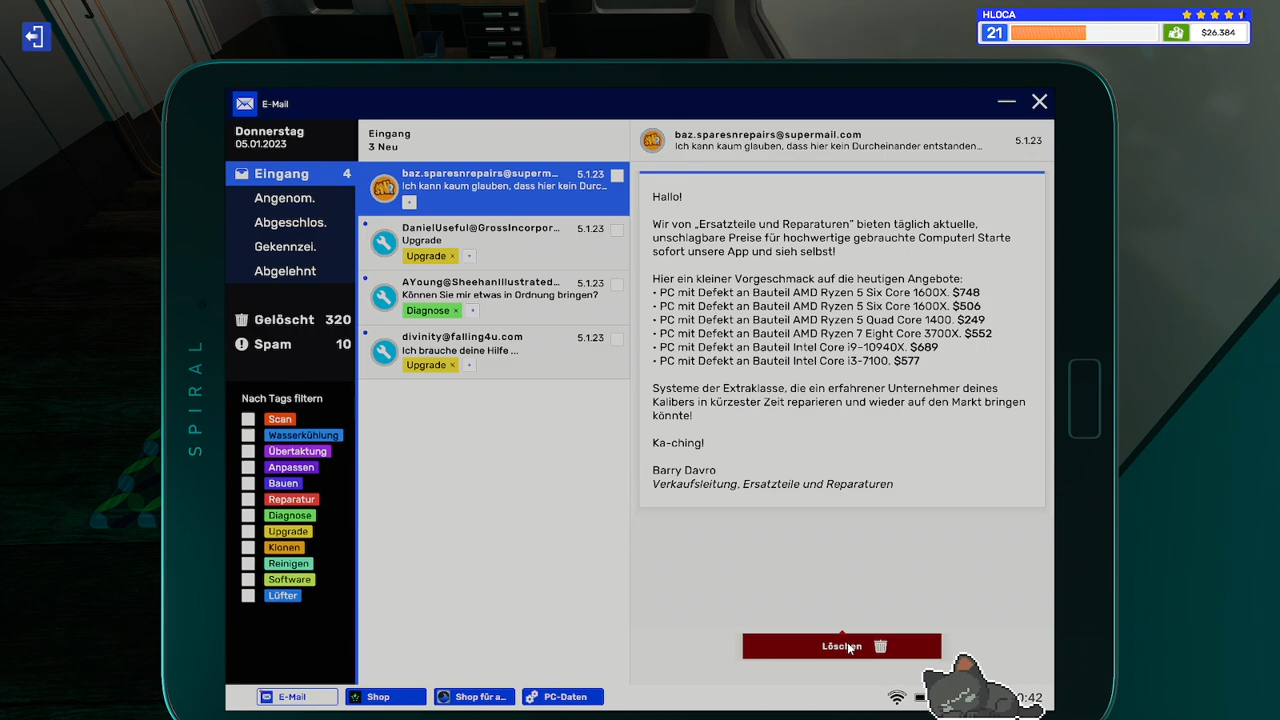 HLOCA
21
$26.384
E-Mail
Donnerstag
05.01.2023
Eingang 4
Angenom.
Abgeschlos.
Gekennzei.
Abgelehnt
Gelöscht 320
Spam 10
Nach Tags filtern
Scan
Wasserkühlung
Übertaktung
Anpassen
Bauen
Reparatur
Diagnose
Upgrade
Klonen
Reinigen
Software
Lüfter
Eingang
3 Neu
baz.sparesnrepairs@superm... 5.1.23
Ich kann kaum glauben, dass hier kein Durc...
+
DanielUseful@GrossIncorpor... 5.1.23
Upgrade
Upgrade × +
AYoung@SheehanIllustrated... 5.1.23
Können Sie mir etwas in Ordnung bringen?
Diagnose × +
divinity@falling4u.com 5.1.23
Ich brauche deine Hilfe ...
Upgrade × +
baz.sparesnrepairs@supermail.com
Ich kann kaum glauben, dass hier kein Durcheinander entstanden...
5.1.23
Hallo!
Wir von „Ersatzteile und Reparaturen" bieten täglich aktuelle,
unschlagbare Preise für hochwertige gebrauchte Computer! Starte
sofort unsere App und sieh selbst!
Hier ein kleiner Vorgeschmack auf die heutigen Angebote:
• PC mit Defekt an Bauteil AMD Ryzen 5 Six Core 1600X. $748
• PC mit Defekt an Bauteil AMD Ryzen 5 Six Core 1600X. $506
• PC mit Defekt an Bauteil AMD Ryzen 5 Quad Core 1400. $249
• PC mit Defekt an Bauteil AMD Ryzen 7 Eight Core 3700X. $552
• PC mit Defekt an Bauteil Intel Core i9-10940X. $689
• PC mit Defekt an Bauteil Intel Core i3-7100. $577
Systeme der Extraklasse, die ein erfahrener Unternehmer deines
Kalibers in kürzester Zeit reparieren und wieder auf den Markt bringen
könnte!
Ka-ching!
Barry Davro
Verkaufsleitung, Ersatzteile und Reparaturen
Löschen
SPIRAL
E-Mail
Shop
Shop für a...
PC-Daten